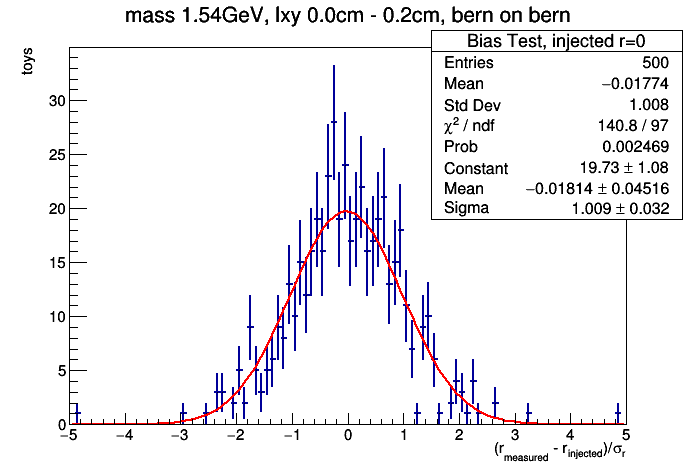 mass 1.54GeV, lxy 0.0cm - 0.2cm, bern on bern
Bias Test, injected r=0
Entries 500
Mean −0.01774
Std Dev 1.008
χ² / ndf 140.8 / 97
Prob 0.002469
Constant 19.73 ± 1.08
Mean −0.01814 ± 0.04516
Sigma 1.009 ± 0.032
toys
30
25
20
15
10
5
0
−5 −4 −3 −2 −1 0 1 2 3 4 5
(r_measured - r_injected)/σ_r